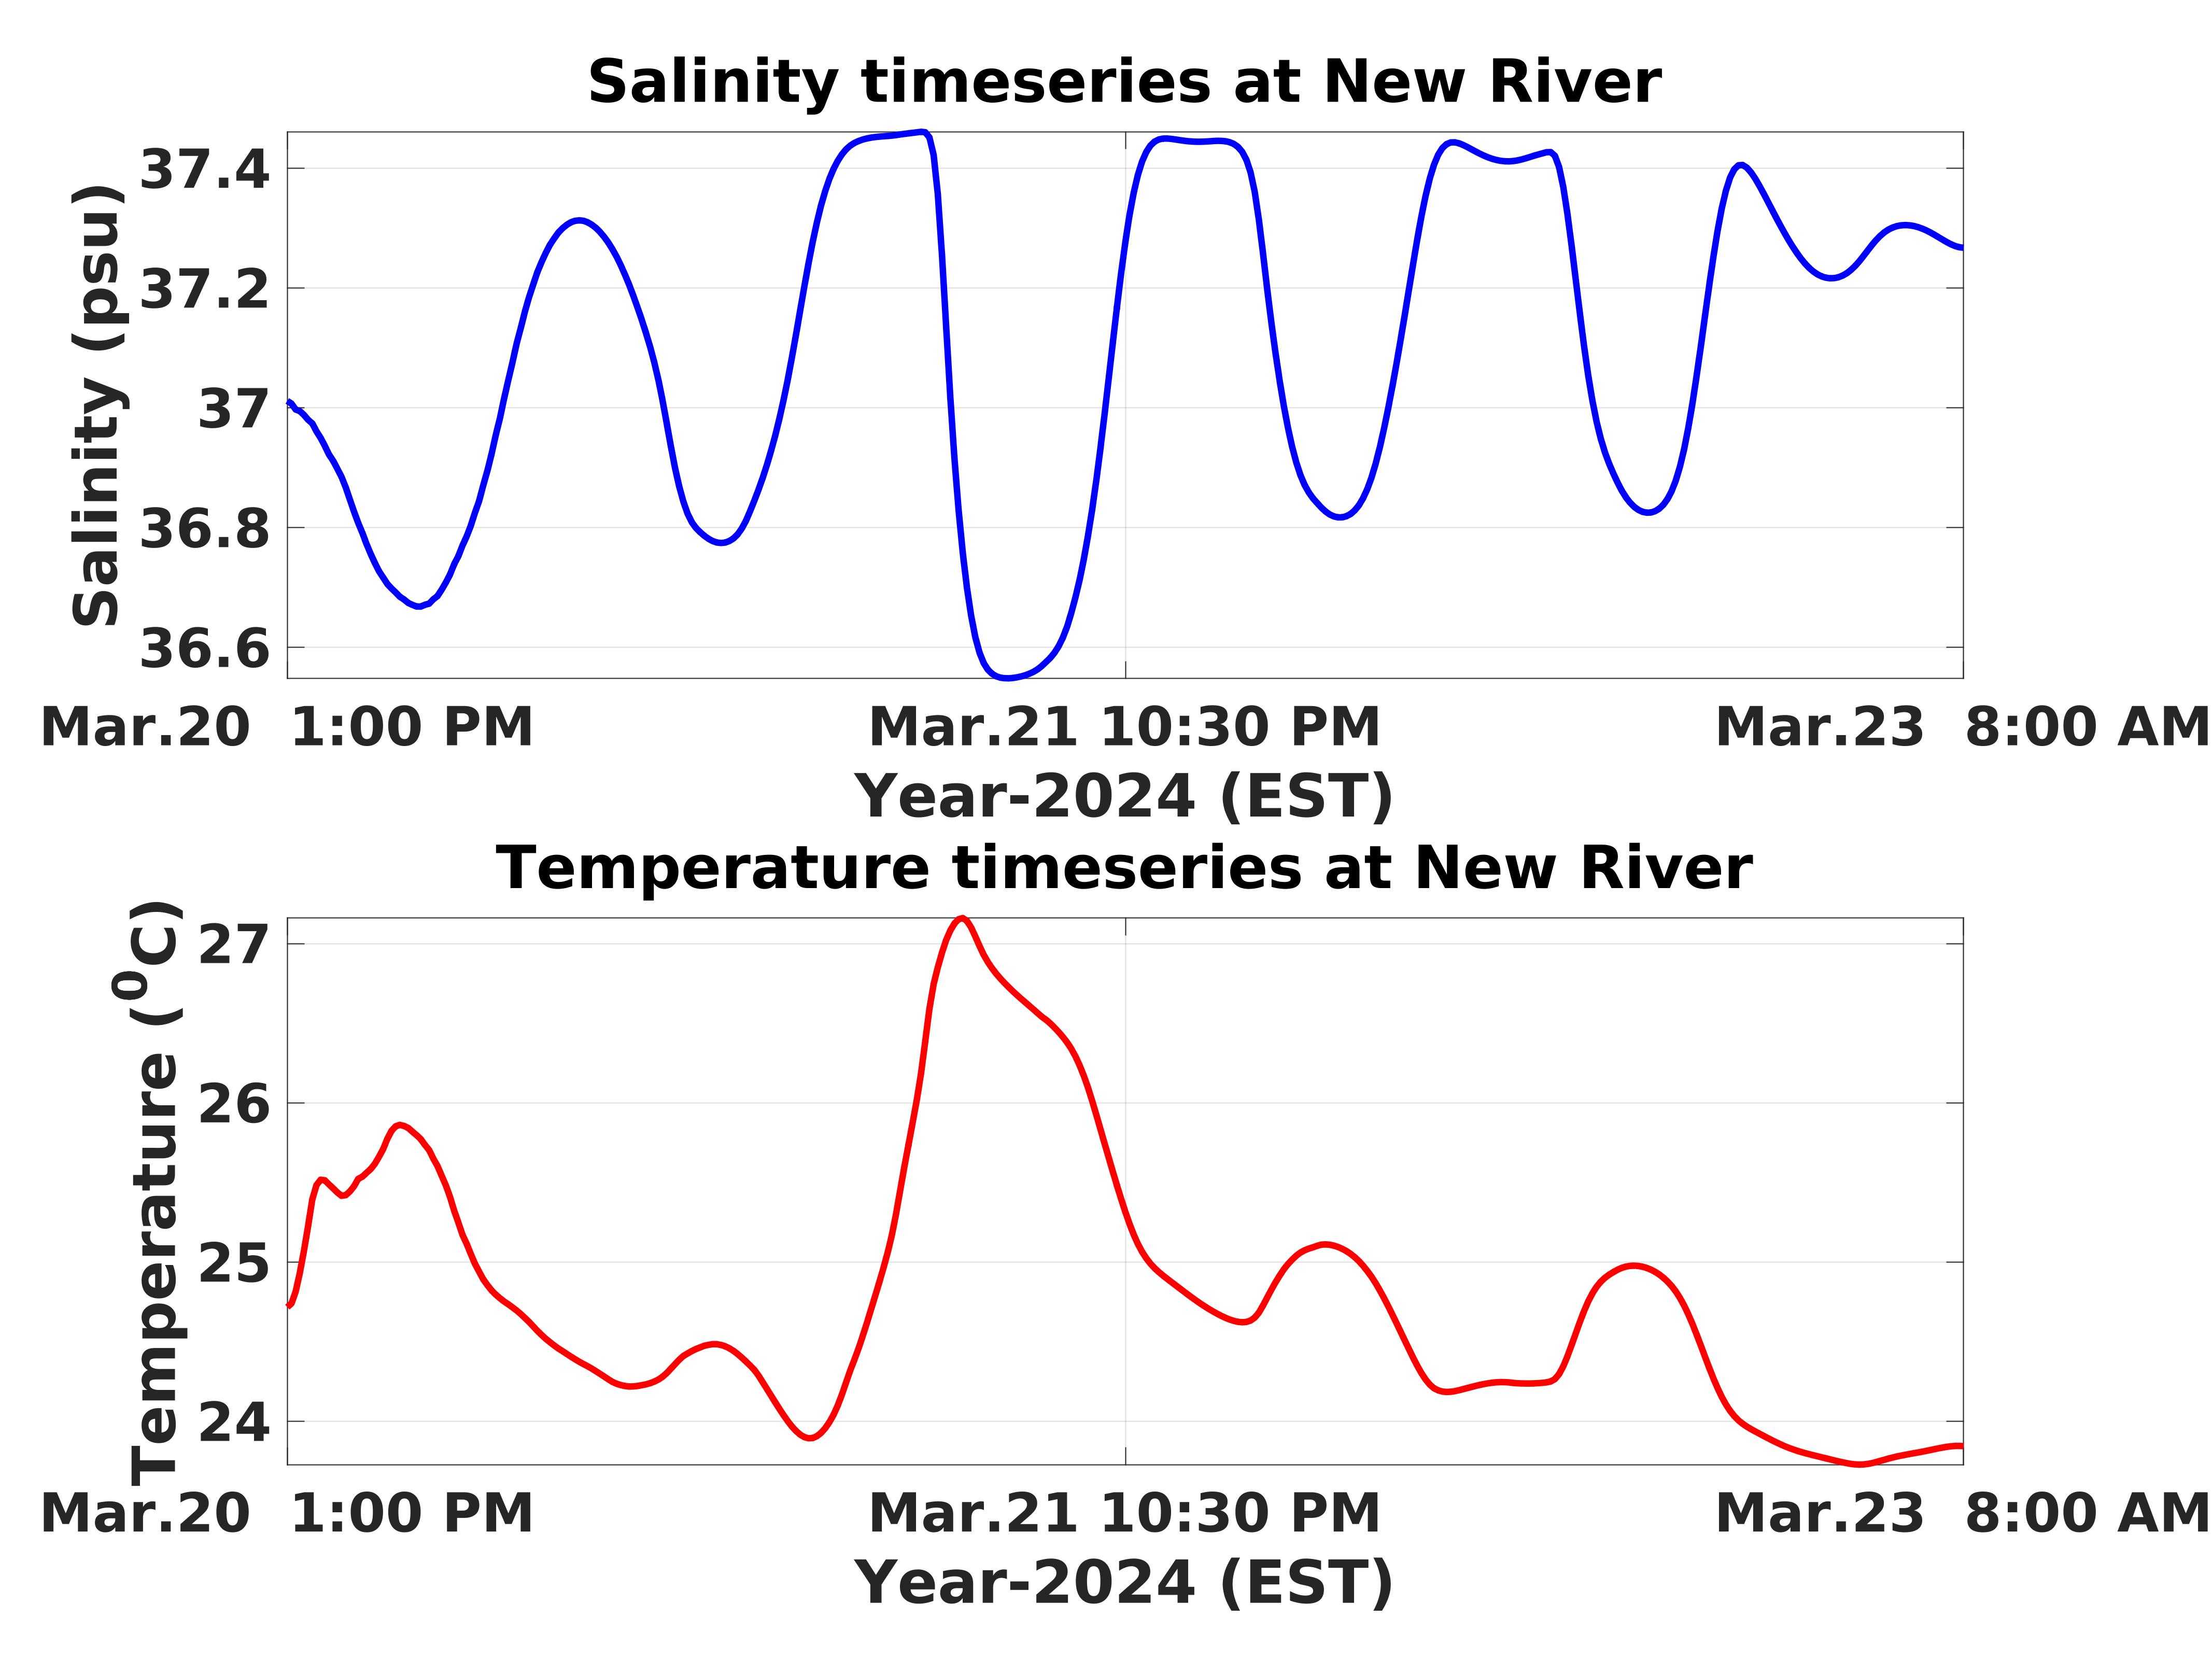 Salinity timeseries at New River
Salinity (psu)
37.4
37.2
37
36.8
36.6
Mar.20  1:00 PM Mar.21 10:30 PM Mar.23  8:00 AM
Year-2024 (EST)
Temperature timeseries at New River
Temperature (⁰C)
27
26
25
24
Mar.20  1:00 PM Mar.21 10:30 PM Mar.23  8:00 AM
Year-2024 (EST)